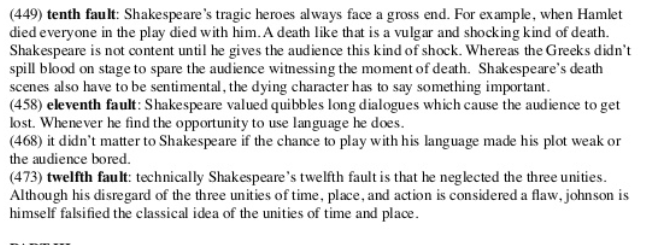 (449) tenth fault: Shakespeare's tragic heroes always face a gross end. For example, when Hamlet
died everyone in the play died with him. A death like that is a vulgar and shocking kind of death.
Shakespeare is not content until he gives the audience this kind of shock. Whereas the Greeks didn't
spill blood on stage to spare the audience witnessing the moment of death.  Shakespeare's death
scenes also have to be sentimental, the dying character has to say something important.
(458) eleventh fault: Shakespeare valued quibbles long dialogues which cause the audience to get
lost. Whenever he find the opportunity to use language he does.
(468) it didn't matter to Shakespeare if the chance to play with his language made his plot weak or
the audience bored.
(473) twelfth fault: technically Shakespeare's twelfth fault is that he neglected the three unities.
Although his disregard of the three unities of time, place, and action is considered a flaw, johnson is
himself falsified the classical idea of the unities of time and place.